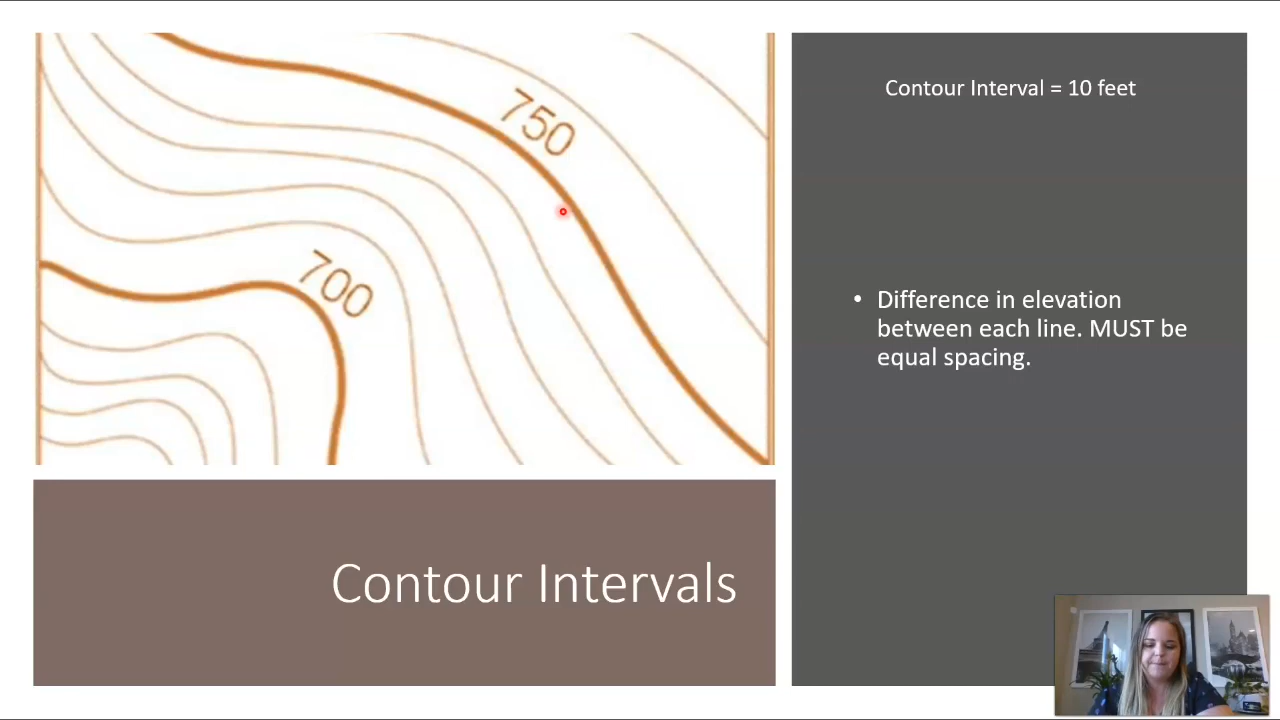 750
700
Contour Intervals
Contour Interval = 10 feet
• Difference in elevation
between each line. MUST be
equal spacing.